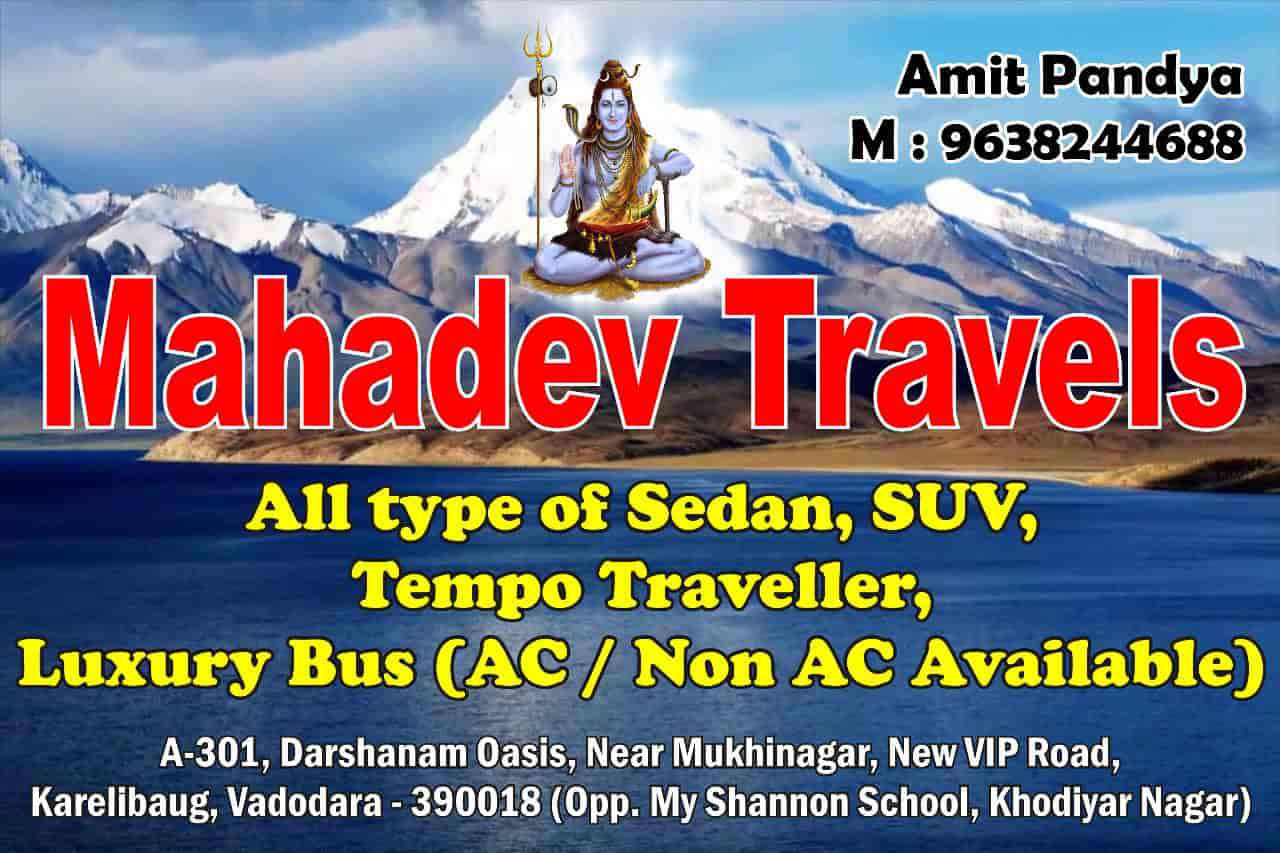 Amit Pandya
M : 9638244688
Mahadev Travels
All type of Sedan, SUV,
Tempo Traveller,
Luxury Bus (AC / Non AC Available)
A-301, Darshanam Oasis, Near Mukhinagar, New VIP Road,
Karelibaug, Vadodara - 390018 (Opp. My Shannon School, Khodiyar Nagar)